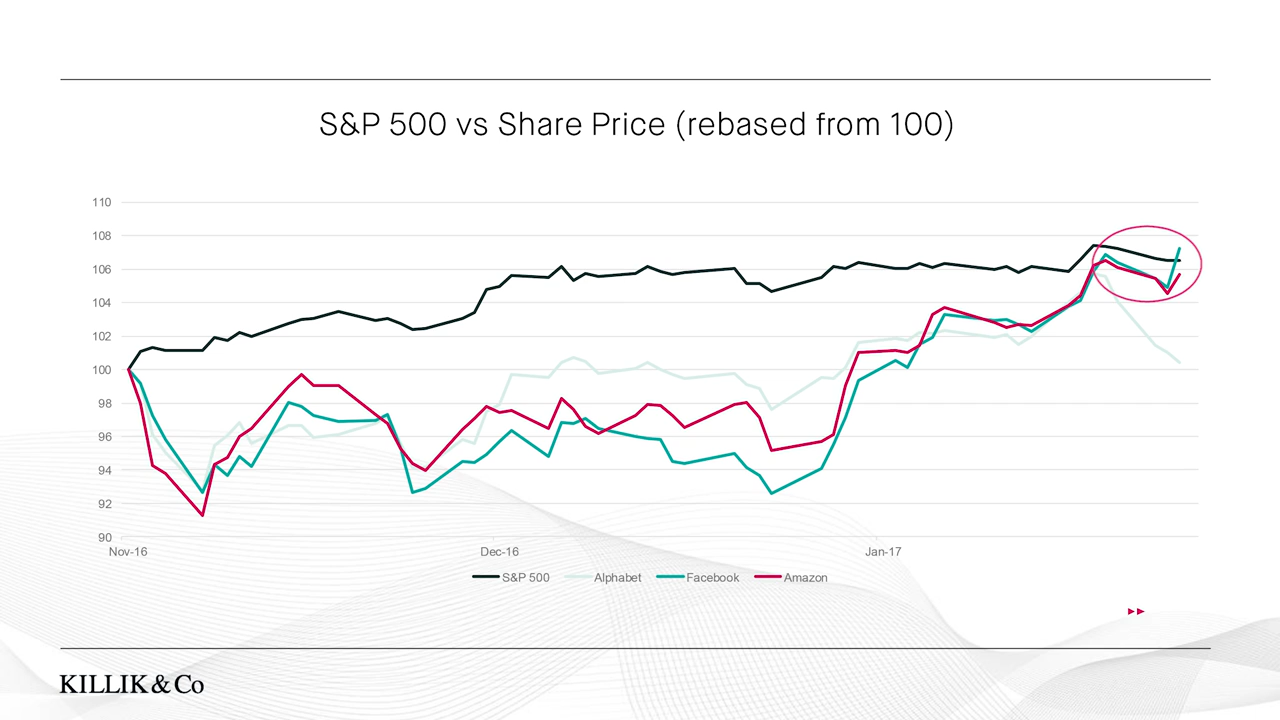 S&P 500 vs Share Price (rebased from 100)
110
108
106
104
102
100
98
96
94
92
90
Nov-16 Dec-16 Jan-17
S&P 500 Alphabet Facebook Amazon
KILLIK & Co